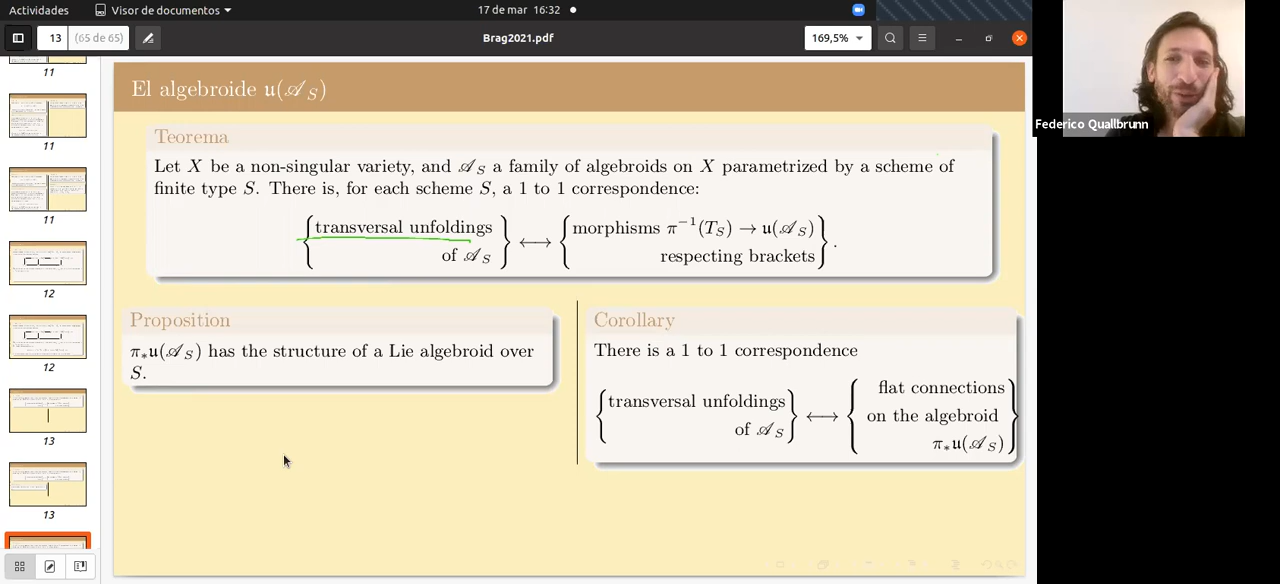 Actividades
Visor de documentos
17 de mar 16:32
13 (65 de 65)
Brag2021.pdf
169,5%
11
11
11
12
12
13
13
El algebroide 𝔲(𝒜_S)
Teorema
Let X be a non-singular variety, and 𝒜_S a family of algebroids on X parametrized by a scheme of
finite type S. There is, for each scheme S, a 1 to 1 correspondence:
{transversal unfoldings of 𝒜_S} ⟷ {morphisms π⁻¹(T_S) → 𝔲(𝒜_S) respecting brackets}.
Proposition
π_*𝔲(𝒜_S) has the structure of a Lie algebroid over
S.
Corollary
There is a 1 to 1 correspondence
{transversal unfoldings of 𝒜_S} ⟷ {flat connections on the algebroid π_*𝔲(𝒜_S)}
Federico Quallbrunn